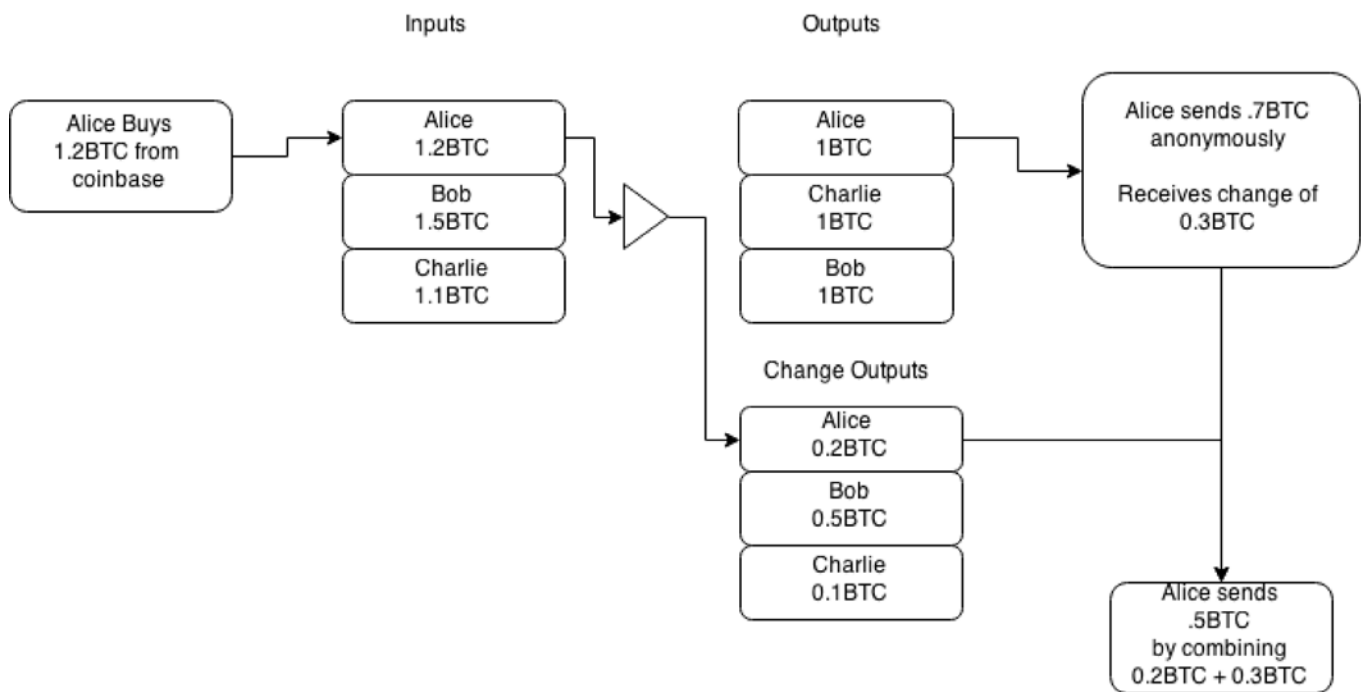 Inputs
Outputs
Alice Buys
1.2BTC from
coinbase
Alice
1.2BTC
Bob
1.5BTC
Charlie
1.1BTC
Alice
1BTC
Charlie
1BTC
Bob
1BTC
Alice sends .7BTC
anonymously
Receives change of
0.3BTC
Change Outputs
Alice
0.2BTC
Bob
0.5BTC
Charlie
0.1BTC
Alice sends
.5BTC
by combining
0.2BTC + 0.3BTC